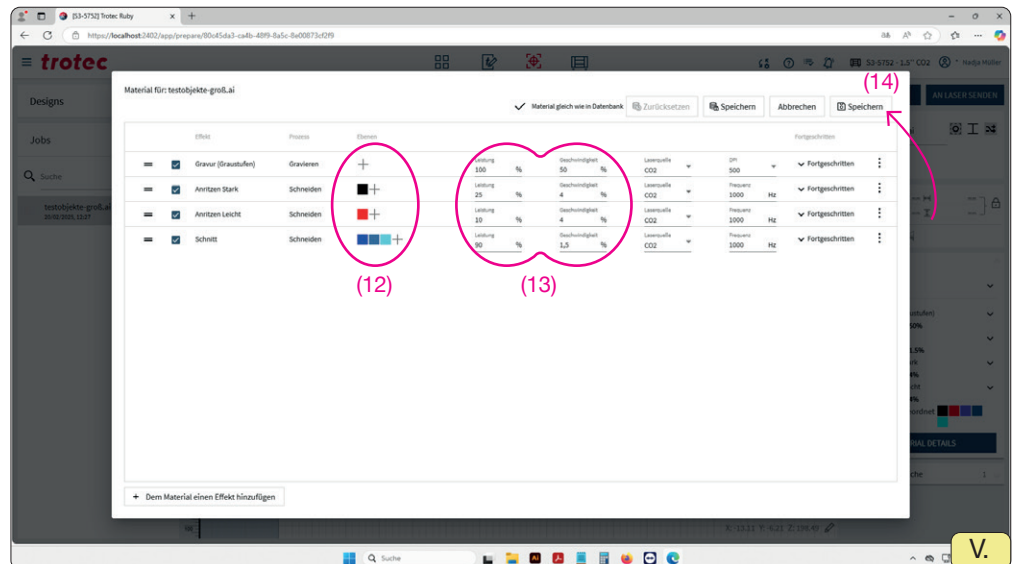 [S3-5752] Trotec Ruby
https://localhost:2402/app/prepare/80c45da3-ca4b-48f9-8a5c-8e00873cf2f9
trotec
S3-5752 - 1.5" CO2
Nadja Müller
(14)
Designs
Jobs
Suche
testobjekte-groß.ai
20/02/2025, 12:27
AN LASER SENDEN
Material für: testobjekte-groß.ai
Material gleich wie in Datenbank
Zurücksetzen
Speichern
Abbrechen
Speichern
Effekt Prozess Ebenen Fortgeschritten
Gravur (Graustufen) Gravieren Leistung 100 % Geschwindigkeit 50 % Laserquelle CO2 DPI 500 Fortgeschritten
Anritzen Stark Schneiden Leistung 25 % Geschwindigkeit 4 % Laserquelle CO2 Frequenz 1000 Hz Fortgeschritten
Anritzen Leicht Schneiden Leistung 10 % Geschwindigkeit 4 % Laserquelle CO2 Frequenz 1000 Hz Fortgeschritten
Schnitt Schneiden Leistung 90 % Geschwindigkeit 1,5 % Laserquelle CO2 Frequenz 1000 Hz Fortgeschritten
(12)
(13)
+ Dem Material einen Effekt hinzufügen
Suche
V.